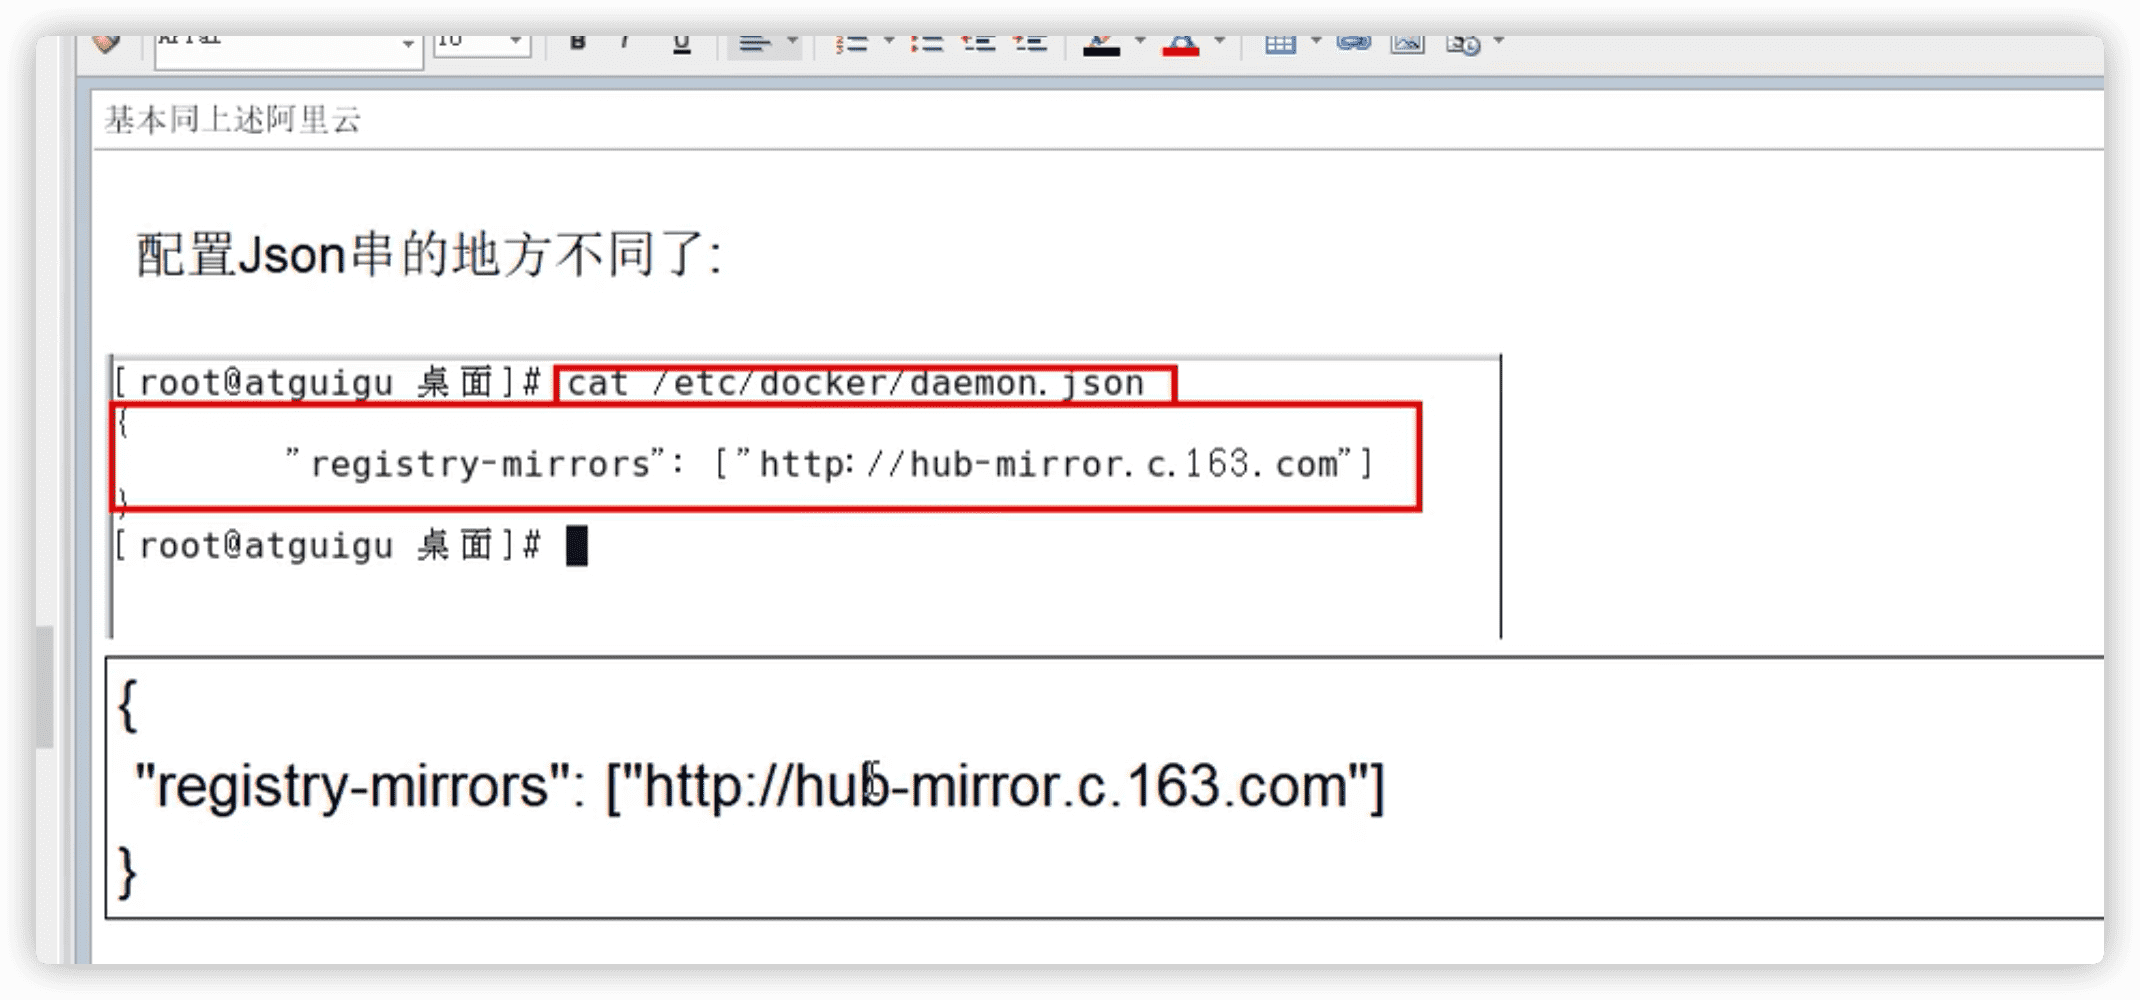 B I U
基本同上述阿里云
配置Json串的地方不同了:
[root@atguigu 桌面]# cat /etc/docker/daemon.json
{
"registry-mirrors": ["http://hub-mirror.c.163.com"]
}
[root@atguigu 桌面]#
{
"registry-mirrors": ["http://hub-mirror.c.163.com"]
}